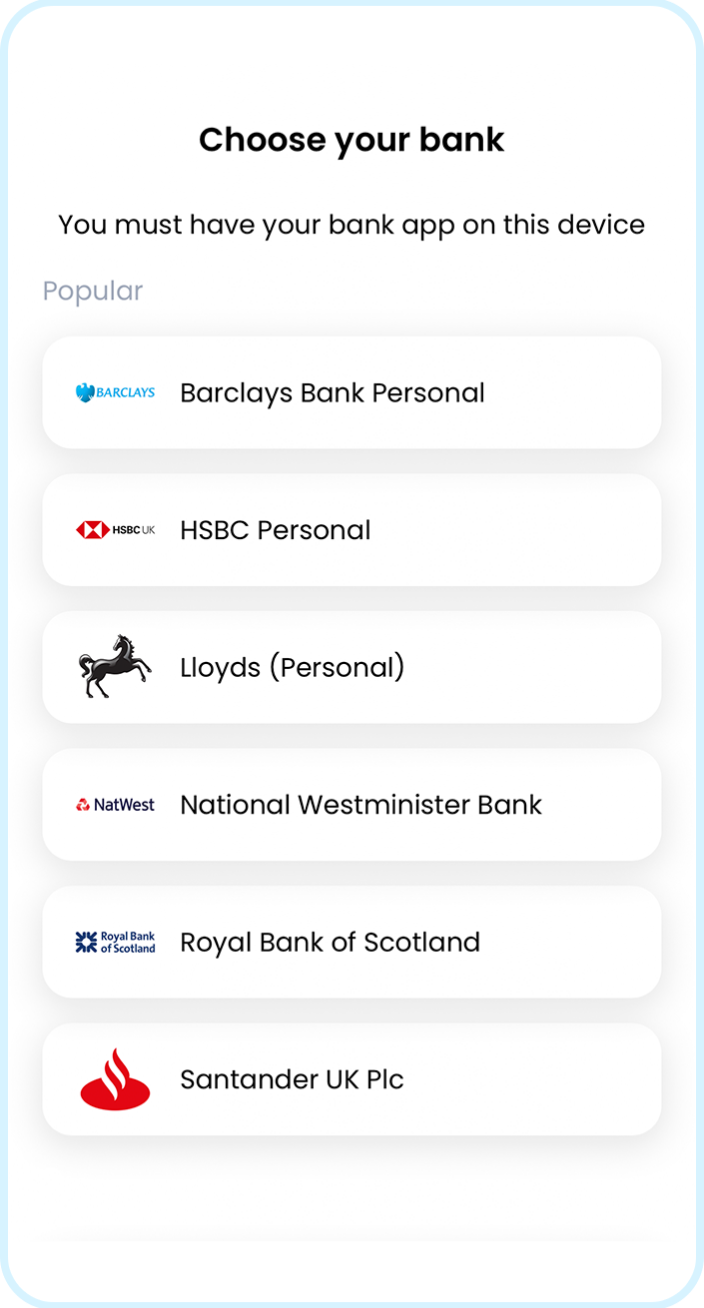 Choose your bank
You must have your bank app on this device
Popular
BARCLAYS Barclays Bank Personal
HSBC UK HSBC Personal
Lloyds (Personal)
NatWest National Westminister Bank
Royal Bank
of Scotland Royal Bank of Scotland
Santander UK Plc